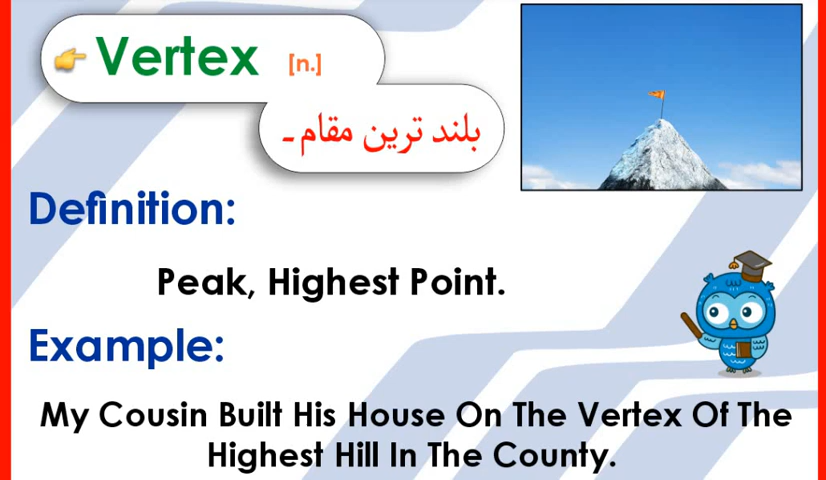 Vertex [n.]
بلند ترین مقام۔
Definition:
Peak, Highest Point.
Example:
My Cousin Built His House On The Vertex Of The
Highest Hill In The County.